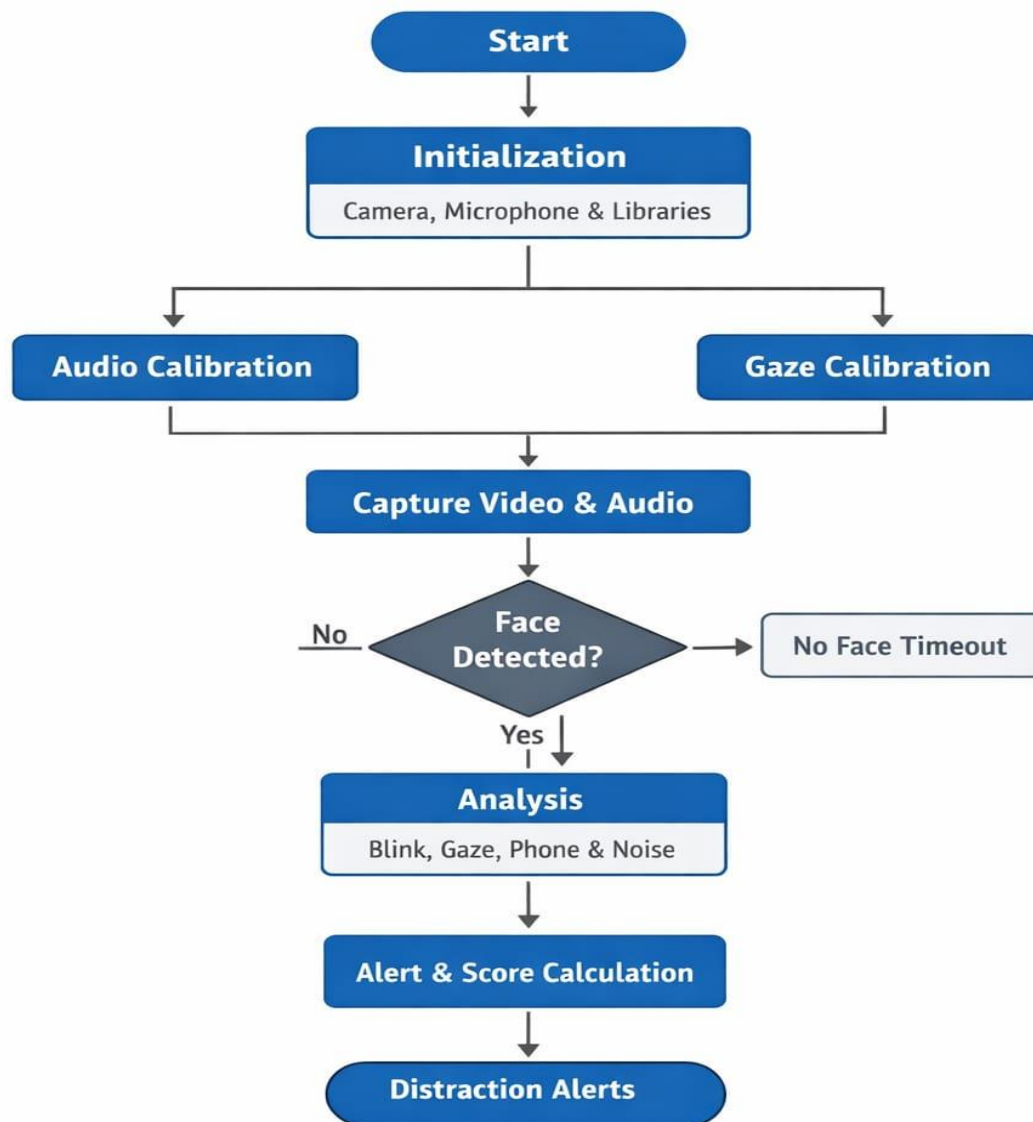 Start
Initialization
Camera, Microphone & Libraries
Audio Calibration
Gaze Calibration
Capture Video & Audio
Face
Detected?
No
No Face Timeout
Yes
Analysis
Blink, Gaze, Phone & Noise
Alert & Score Calculation
Distraction Alerts